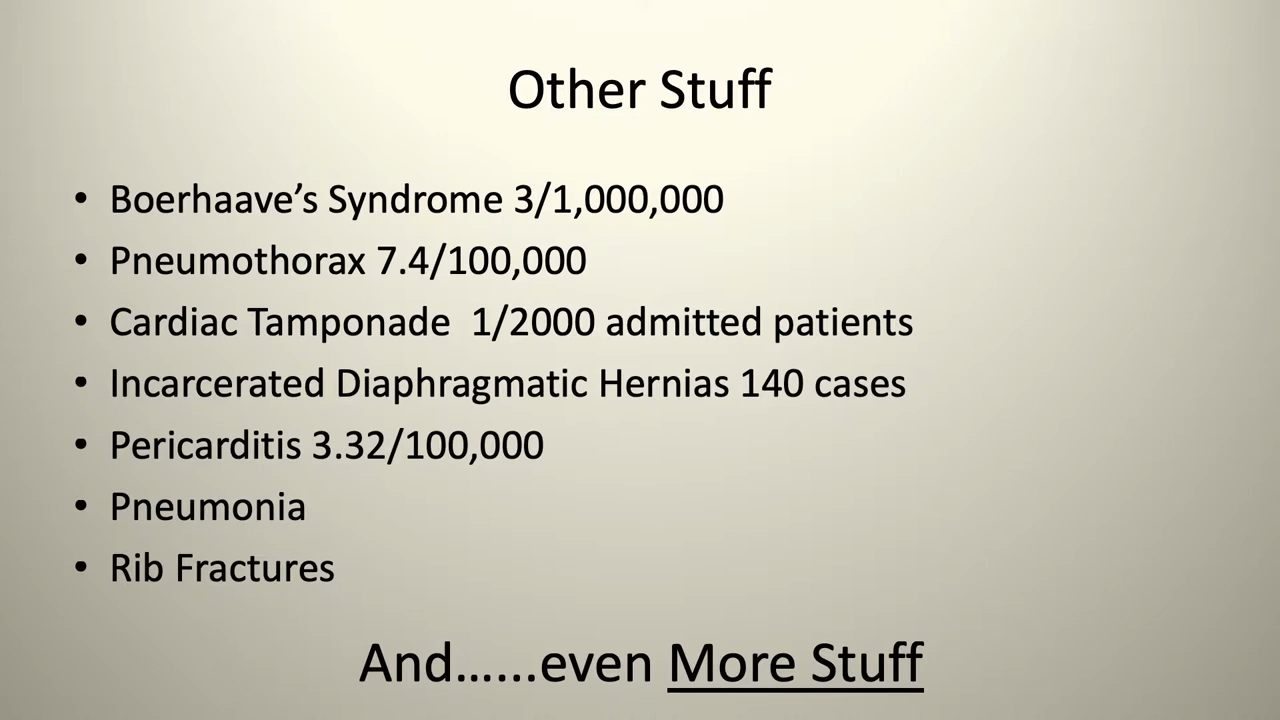 Other Stuff
• Boerhaave’s Syndrome 3/1,000,000
• Pneumothorax 7.4/100,000
• Cardiac Tamponade  1/2000 admitted patients
• Incarcerated Diaphragmatic Hernias 140 cases
• Pericarditis 3.32/100,000
• Pneumonia
• Rib Fractures
And……even More Stuff